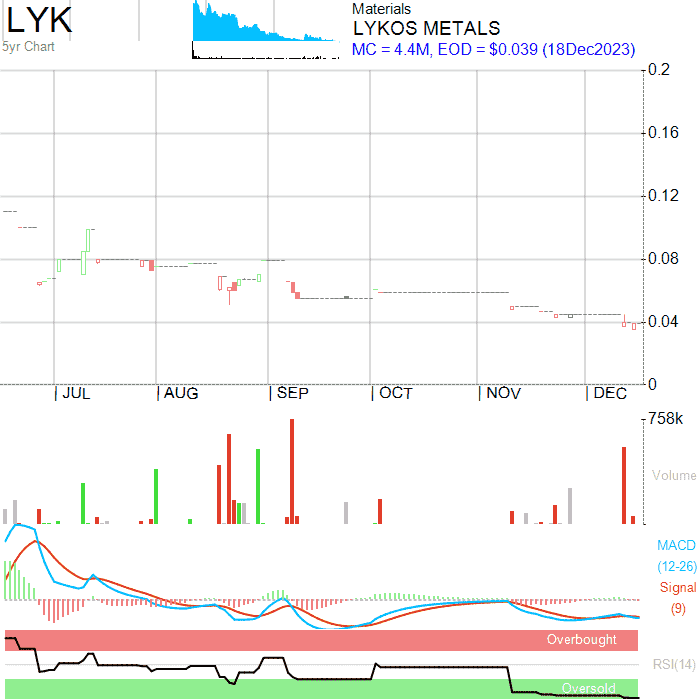 LYK
5yr Chart
Materials
LYKOS METALS
MC = 4.4M, EOD = $0.039 (18Dec2023)
0.2
0.16
0.12
0.08
0.04
0
JUL
AUG
SEP
OCT
NOV
DEC
758k
Volume
MACD
(12-26)
Signal
(9)
Overbought
RSI(14)
Oversold